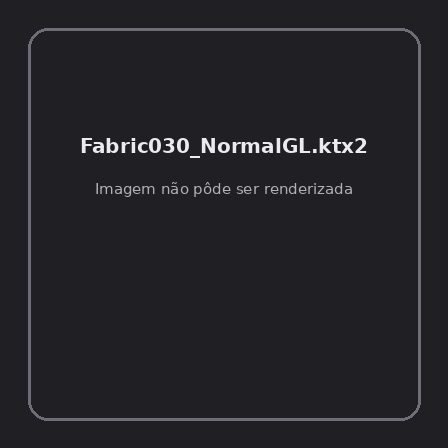 Fabric030_NormalGL.ktx2
Imagem não pôde ser renderizada